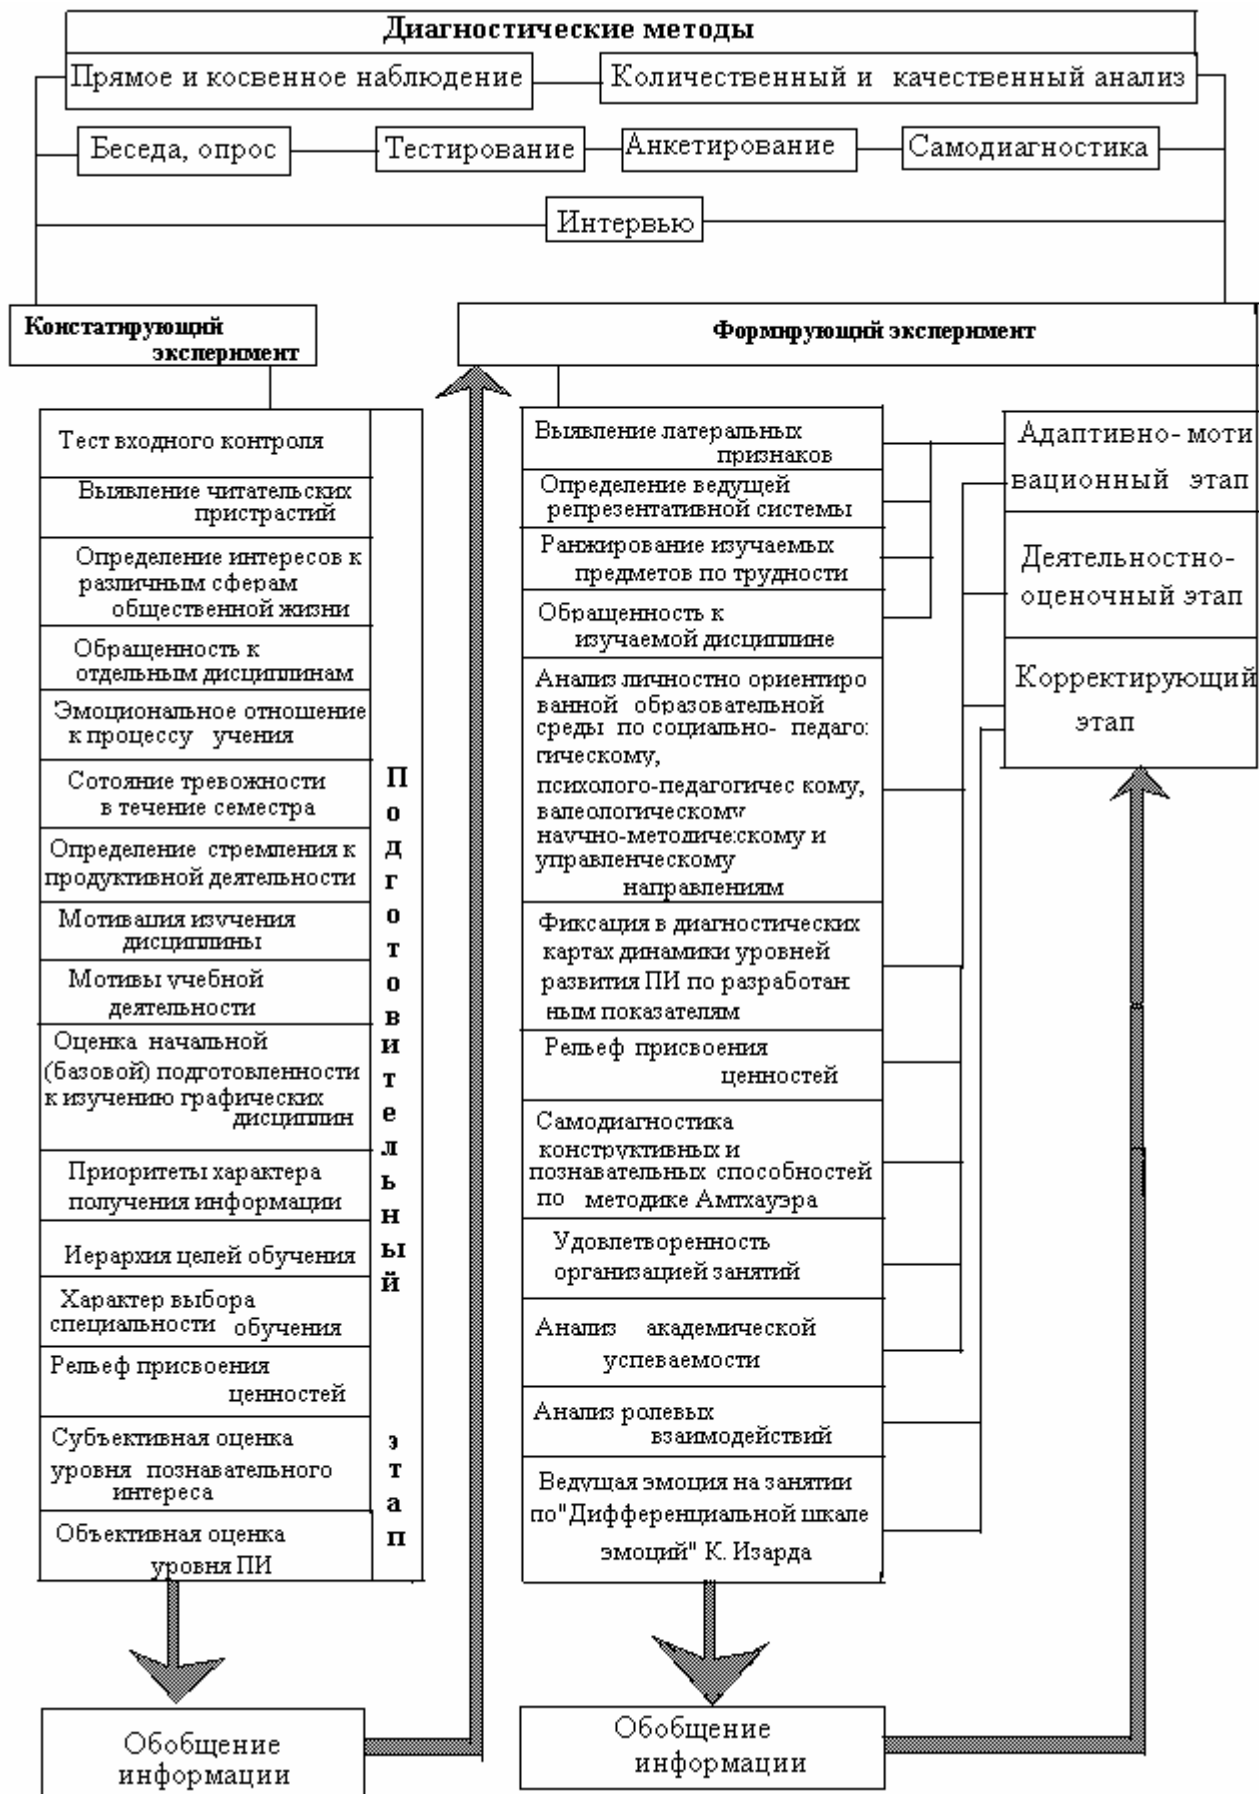 Диагностические методы
Прямое и косвенное наблюдение
Количественный и качественный анализ
Беседа, опрос
Тестирование
Анкетирование
Самодиагностика
Интервью
Констатирующий
эксперимент
Формирующий эксперимент
Тест входного контроля
Выявление читательских
пристрастий
Определение интересов к
различным сферам
общественной жизни
Обращенность к
отдельным дисциплинам
Эмоциональное отношение
к процессу учения
Сотояние тревожности
в течение семестра
Определение стремления к
продуктивной деятельности
Мотивация изучения
дисциплины
Мотивы учебной
деятельности
Оценка начальной
(базовой) подготовленности
к изучению графических
дисциплин
Приоритеты характера
получения информации
Иерархия целей обучения
Характер выбора
специальности обучения
Рельеф присвоения
ценностей
Субъективная оценка
уровня познавательного
интереса
Объективная оценка
уровня ПИ
Подготовительный этап
Обобщение
информации
Выявление латеральных
признаков
Определение ведущей
репрезентативной системы
Ранжирование изучаемых
предметов по трудности
Обращенность к
изучаемой дисциплине
Анализ личностно ориентиро
ванной образовательной
среды по социально- педаго
гическому,
психолого-педагогичес кому,
валеологическому
научно-методическому и
управленческому
направлениям
Фиксация в диагностических
картах динамики уровней
развития ПИ по разработан
ным показателям
Рельеф присвоения
ценностей
Самодиагностика
конструктивных и
познавательных способностей
по методике Амтхауэра
Удовлетворенность
организацией занятий
Анализ академической
успеваемости
Анализ ролевых
взаимодействий
Ведущая эмоция на занятии
по"Дифференциальной шкале
эмоций" К. Изарда
Обобщение
информации
Адаптивно- моти
вационный этап
Деятельностно-
оценочный этап
Корректирующий
этап